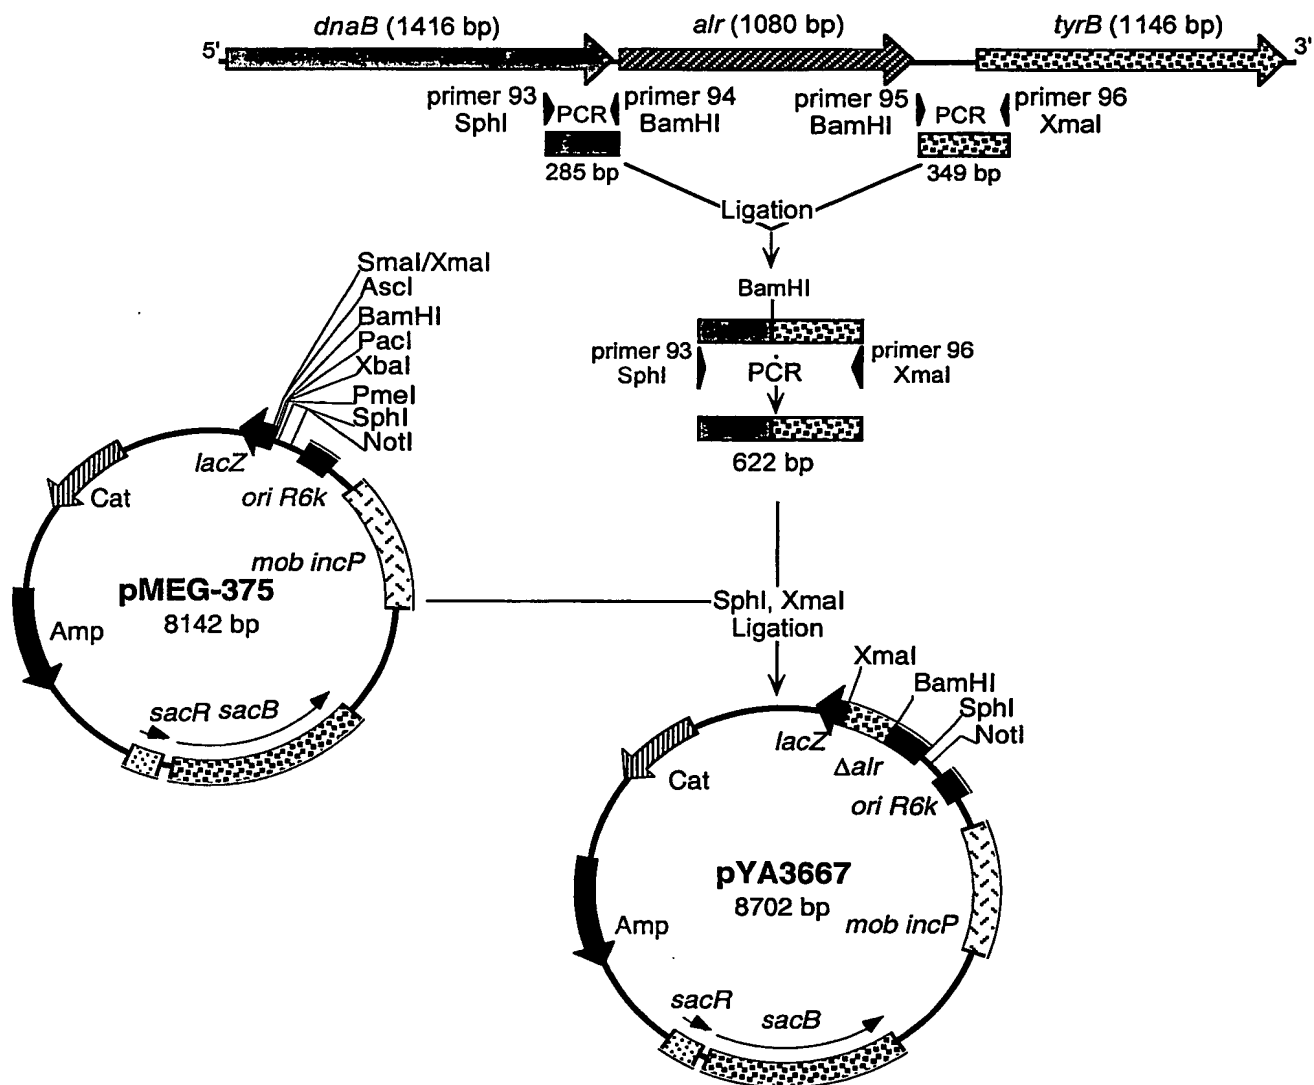 dnaB (1416 bp) alr (1080 bp) tyrB (1146 bp)
5' 3'
primer 93 primer 94 primer 95 primer 96
SphI PCR BamHI BamHI PCR XmaI
285 bp 349 bp
Ligation
BamHI
primer 93 primer 96
SphI PCR XmaI
622 bp
SmaI/XmaI
AscI
BamHI
PacI
XbaI
PmeI
SphI
NotI
lacZ
ori R6k
Cat
mob incP
pMEG-375
8142 bp
Amp
sacR sacB
SphI, XmaI
Ligation
XmaI
BamHI
SphI
NotI
lacZ
Δalr
ori R6k
Cat
pYA3667
8702 bp
Amp
mob incP
sacR
sacB